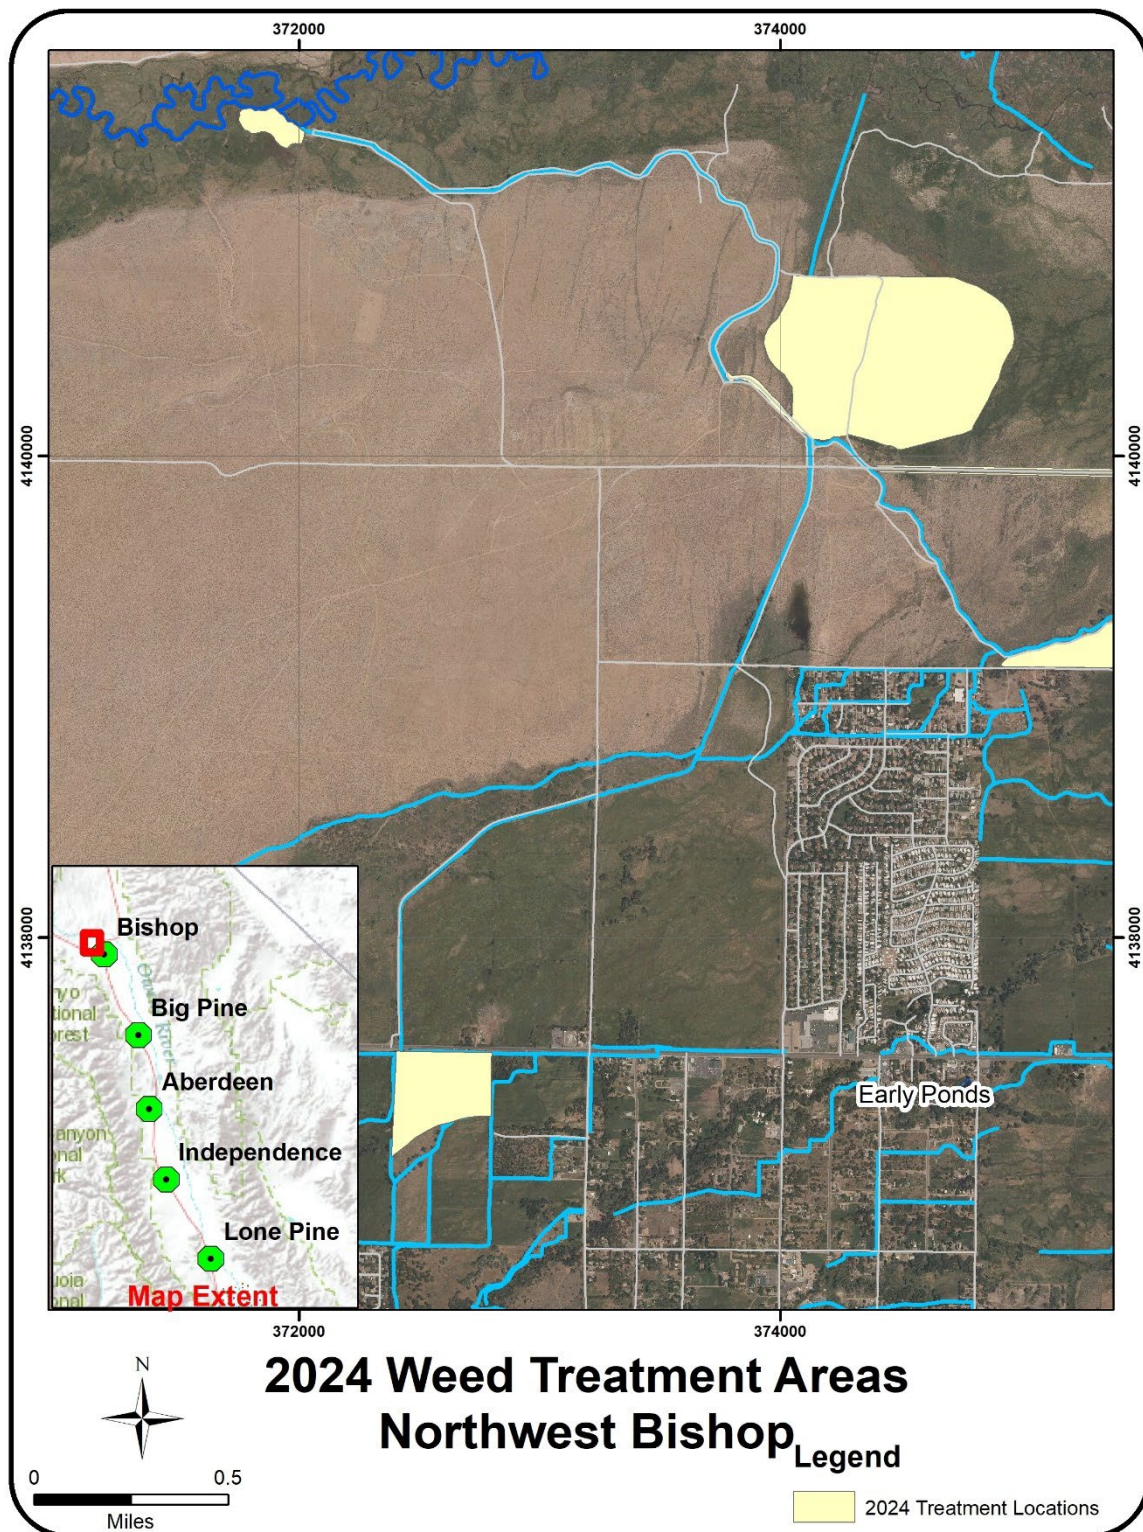 372000
374000
4140000
4140000
4138000
4138000
Early Ponds
Bishop
Big Pine
Aberdeen
Independence
Lone Pine
Map Extent
372000
374000
N
2024 Weed Treatment Areas
Northwest Bishop
Legend
0 0.5
Miles
2024 Treatment Locations